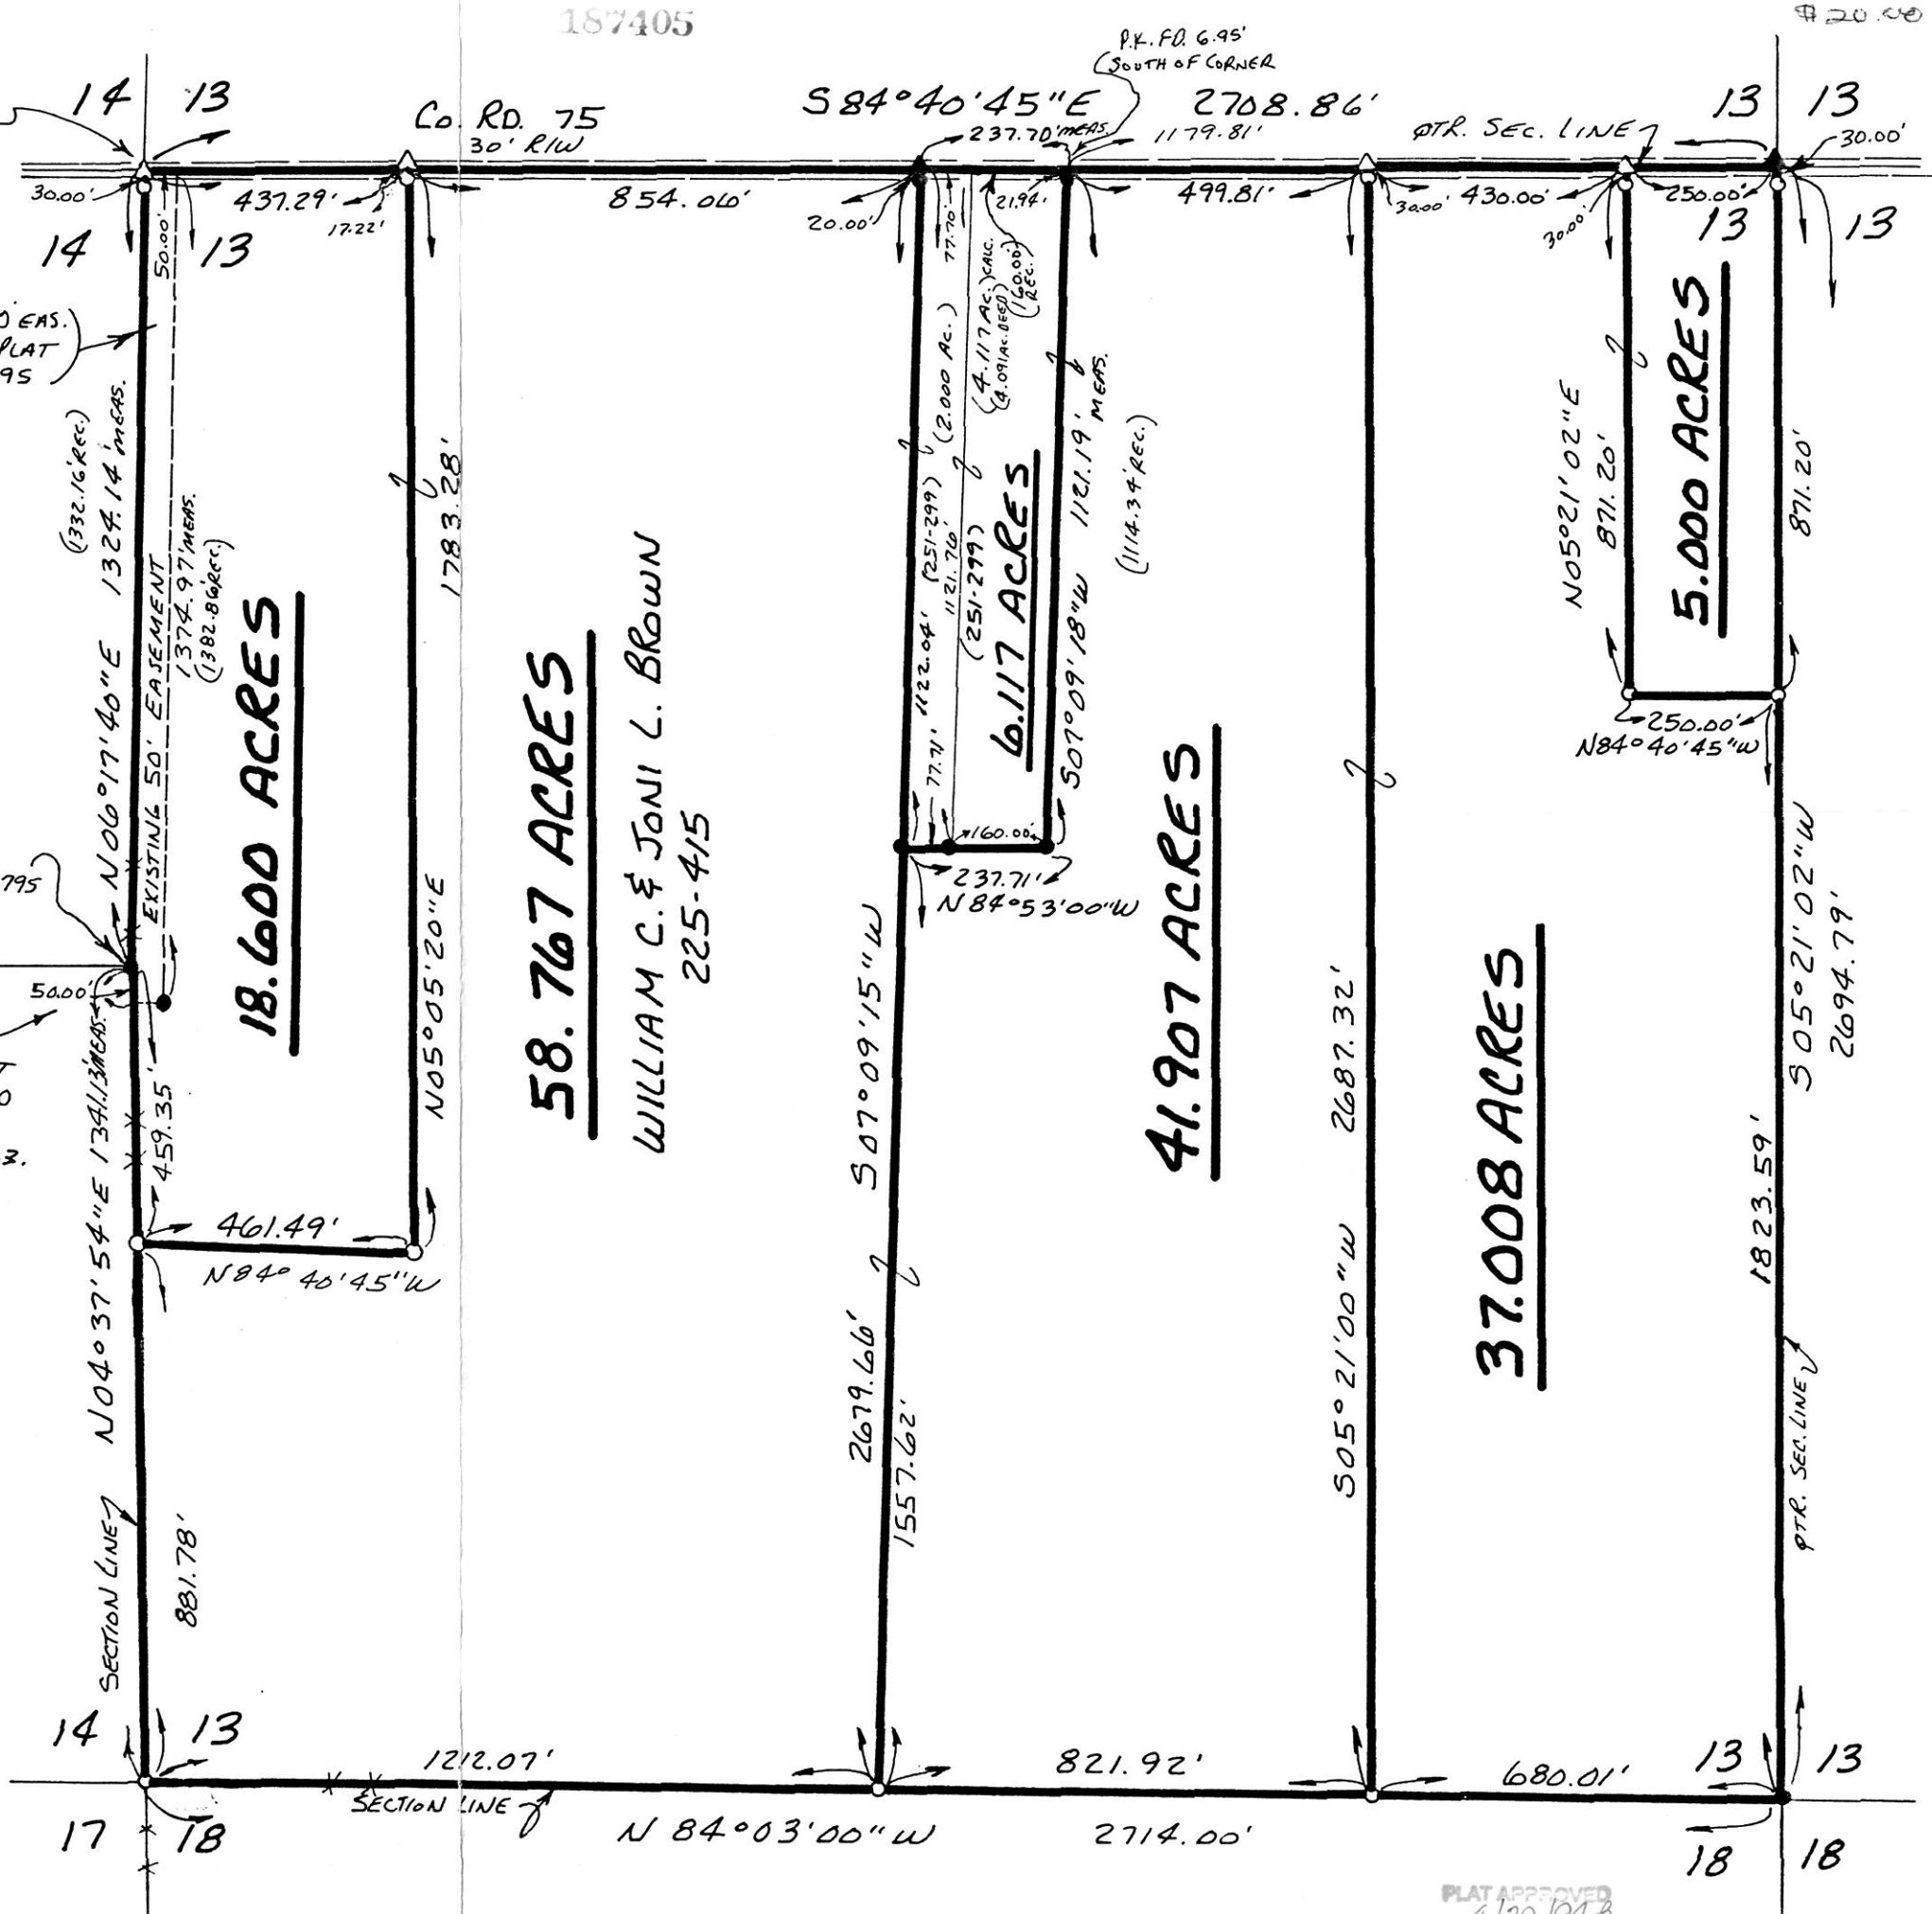 187405
$20.00
P.K. FD. 6.95'
SOUTH OF CORNER
14 13
Co. RD. 75
30' R/W
S 84° 40' 45" E 2708.86'
237.70' MEAS.
1179.81'
QTR. SEC. LINE
13 13
30.00'
30.00'
437.29'
17.22'
854.06'
20.00'
77.70'
21.94'
499.81'
30.00'
430.00'
30.00'
250.00'
14 13
50.00'
13 13
EAS.
PLAT
95
(1332.16' REC.)
N06°17'40"E 1324.14' MEAS.
EXISTING 50' EASEMENT
1374.97' MEAS.
(1382.86' REC.)
18.600 ACRES
1783.28'
N05°05'20"E
58.767 ACRES
WILLIAM C. & JONI L. BROWN
225-415
1122.04' (251-299) (2.000 Ac.)
1121.76'
(251-299)
(4.117 Ac.) CALC.
(4.091 Ac. DEED)
(160.00')
REC.)
6.117 ACRES
S07°09'18"W 1121.19' MEAS.
(1114.34' REC.)
77.71'
160.00'
237.71'
N 84° 53' 00" W
N05°21'02"E
871.20'
5.000 ACRES
871.20'
250.00'
N84° 40' 45" W
795
50.00'
3.
459.35'
N04°37'54"E 1341.13' MEAS.
461.49'
N84° 40' 45" W
S07°09'15"W
2679.66'
1557.62'
41.907 ACRES
2687.32'
S05°21'00"W
37.008 ACRES
S 05° 21' 02" W
2694.79'
1823.59'
QTR. SEC. LINE
SECTION LINE
881.78'
14 13
1212.07'
821.92'
680.01'
13 13
SECTION LINE
N 84° 03' 00" W 2714.00'
17 18
18 18
PLAT APPROVED